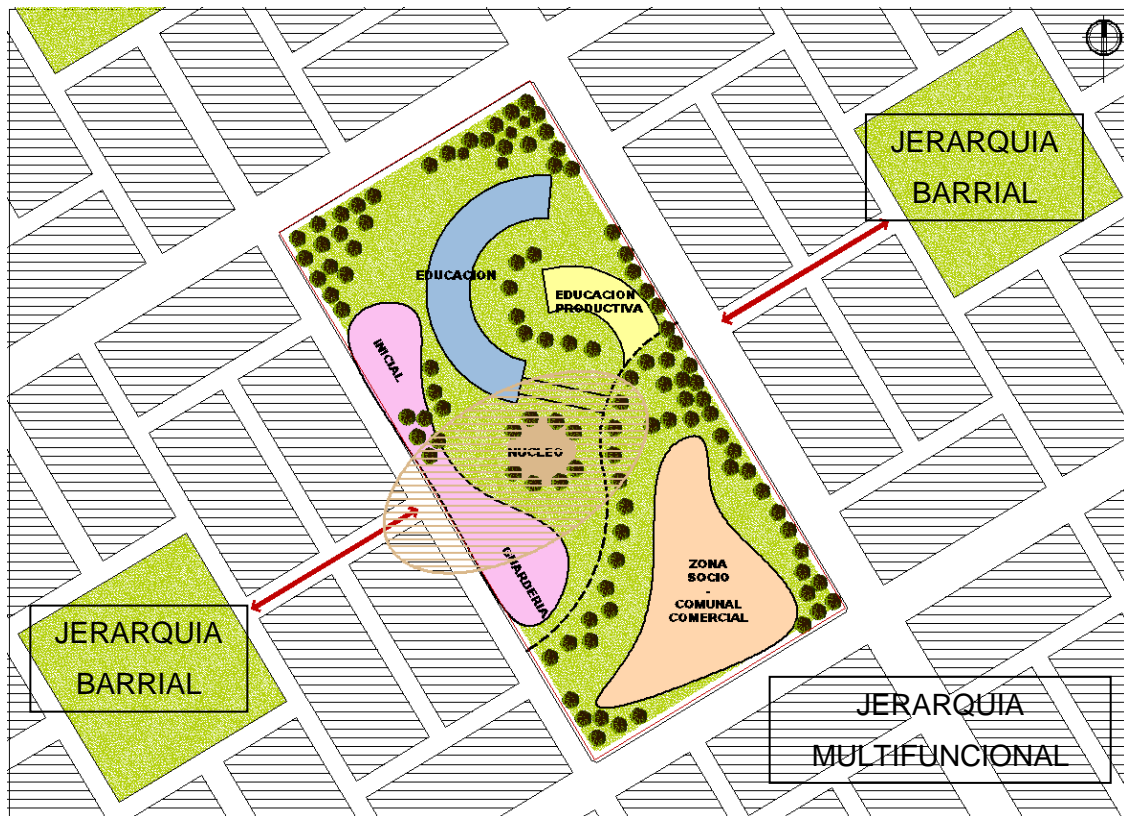 JERARQUIA
BARRIAL
EDUCACION
EDUCACION
PRODUCTIVA
INICIAL
NUCLEO
GUARDERIA
ZONA
SOCIO
-
COMUNAL
COMERCIAL
JERARQUIA
BARRIAL
JERARQUIA
MULTIFUNCIONAL